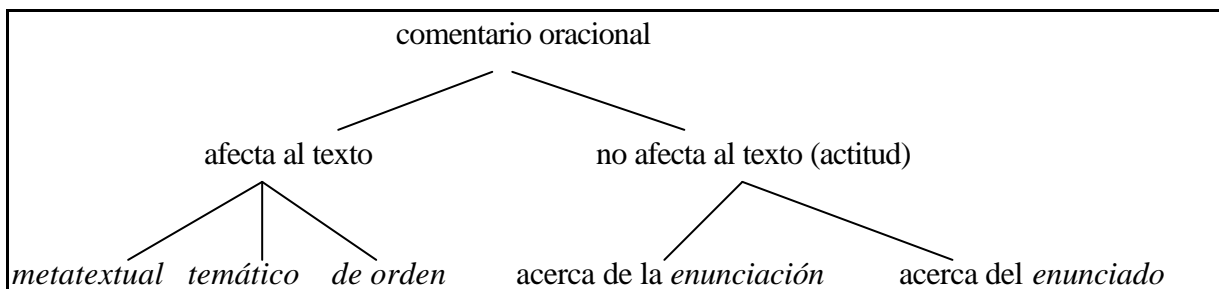 comentario oracional
afecta al texto no afecta al texto (actitud)
metatextual temático de orden acerca de la enunciación acerca del enunciado